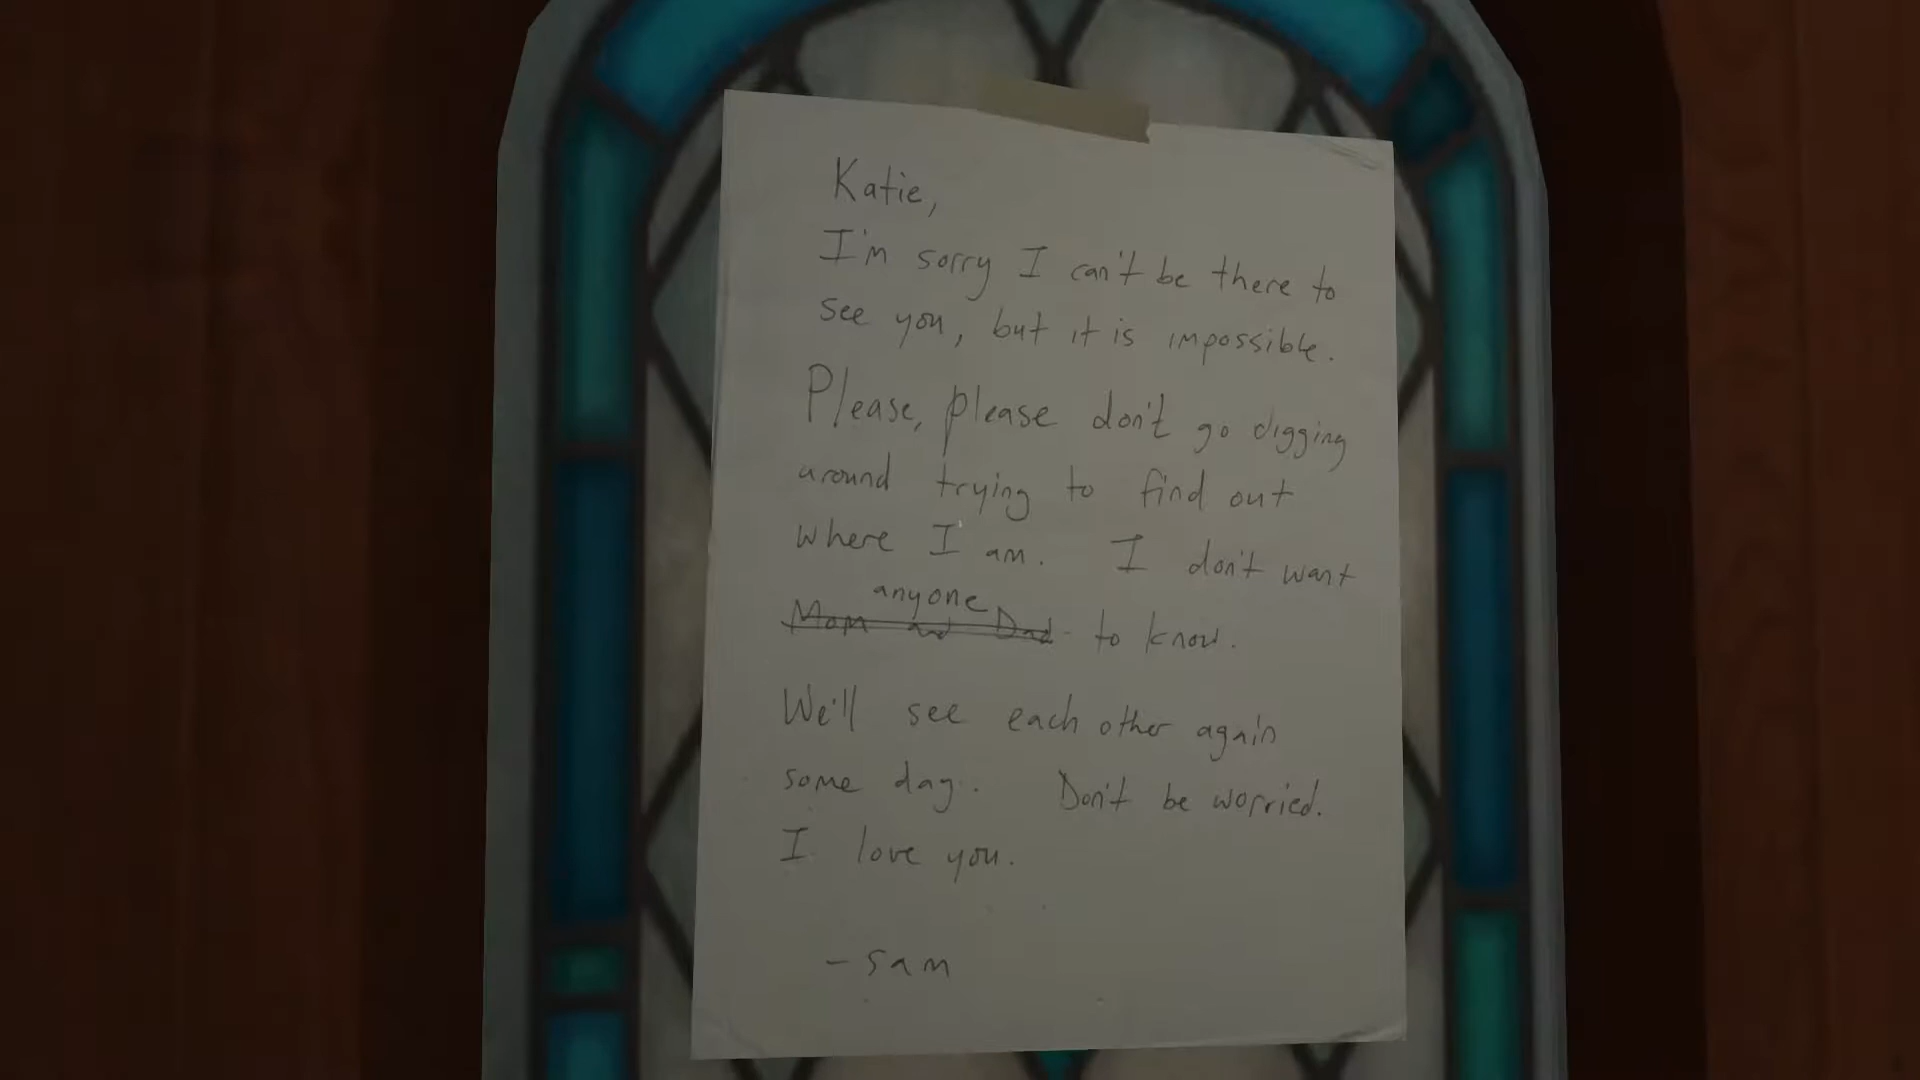 Katie,
I'm sorry I can't be there to
see you, but it is impossible.
Please, please don't go digging
around trying to find out
where I am. I don't want
anyone
Mom and Dad to know.
We'll see each other again
some day. Don't be worried.
I love you.
- Sam